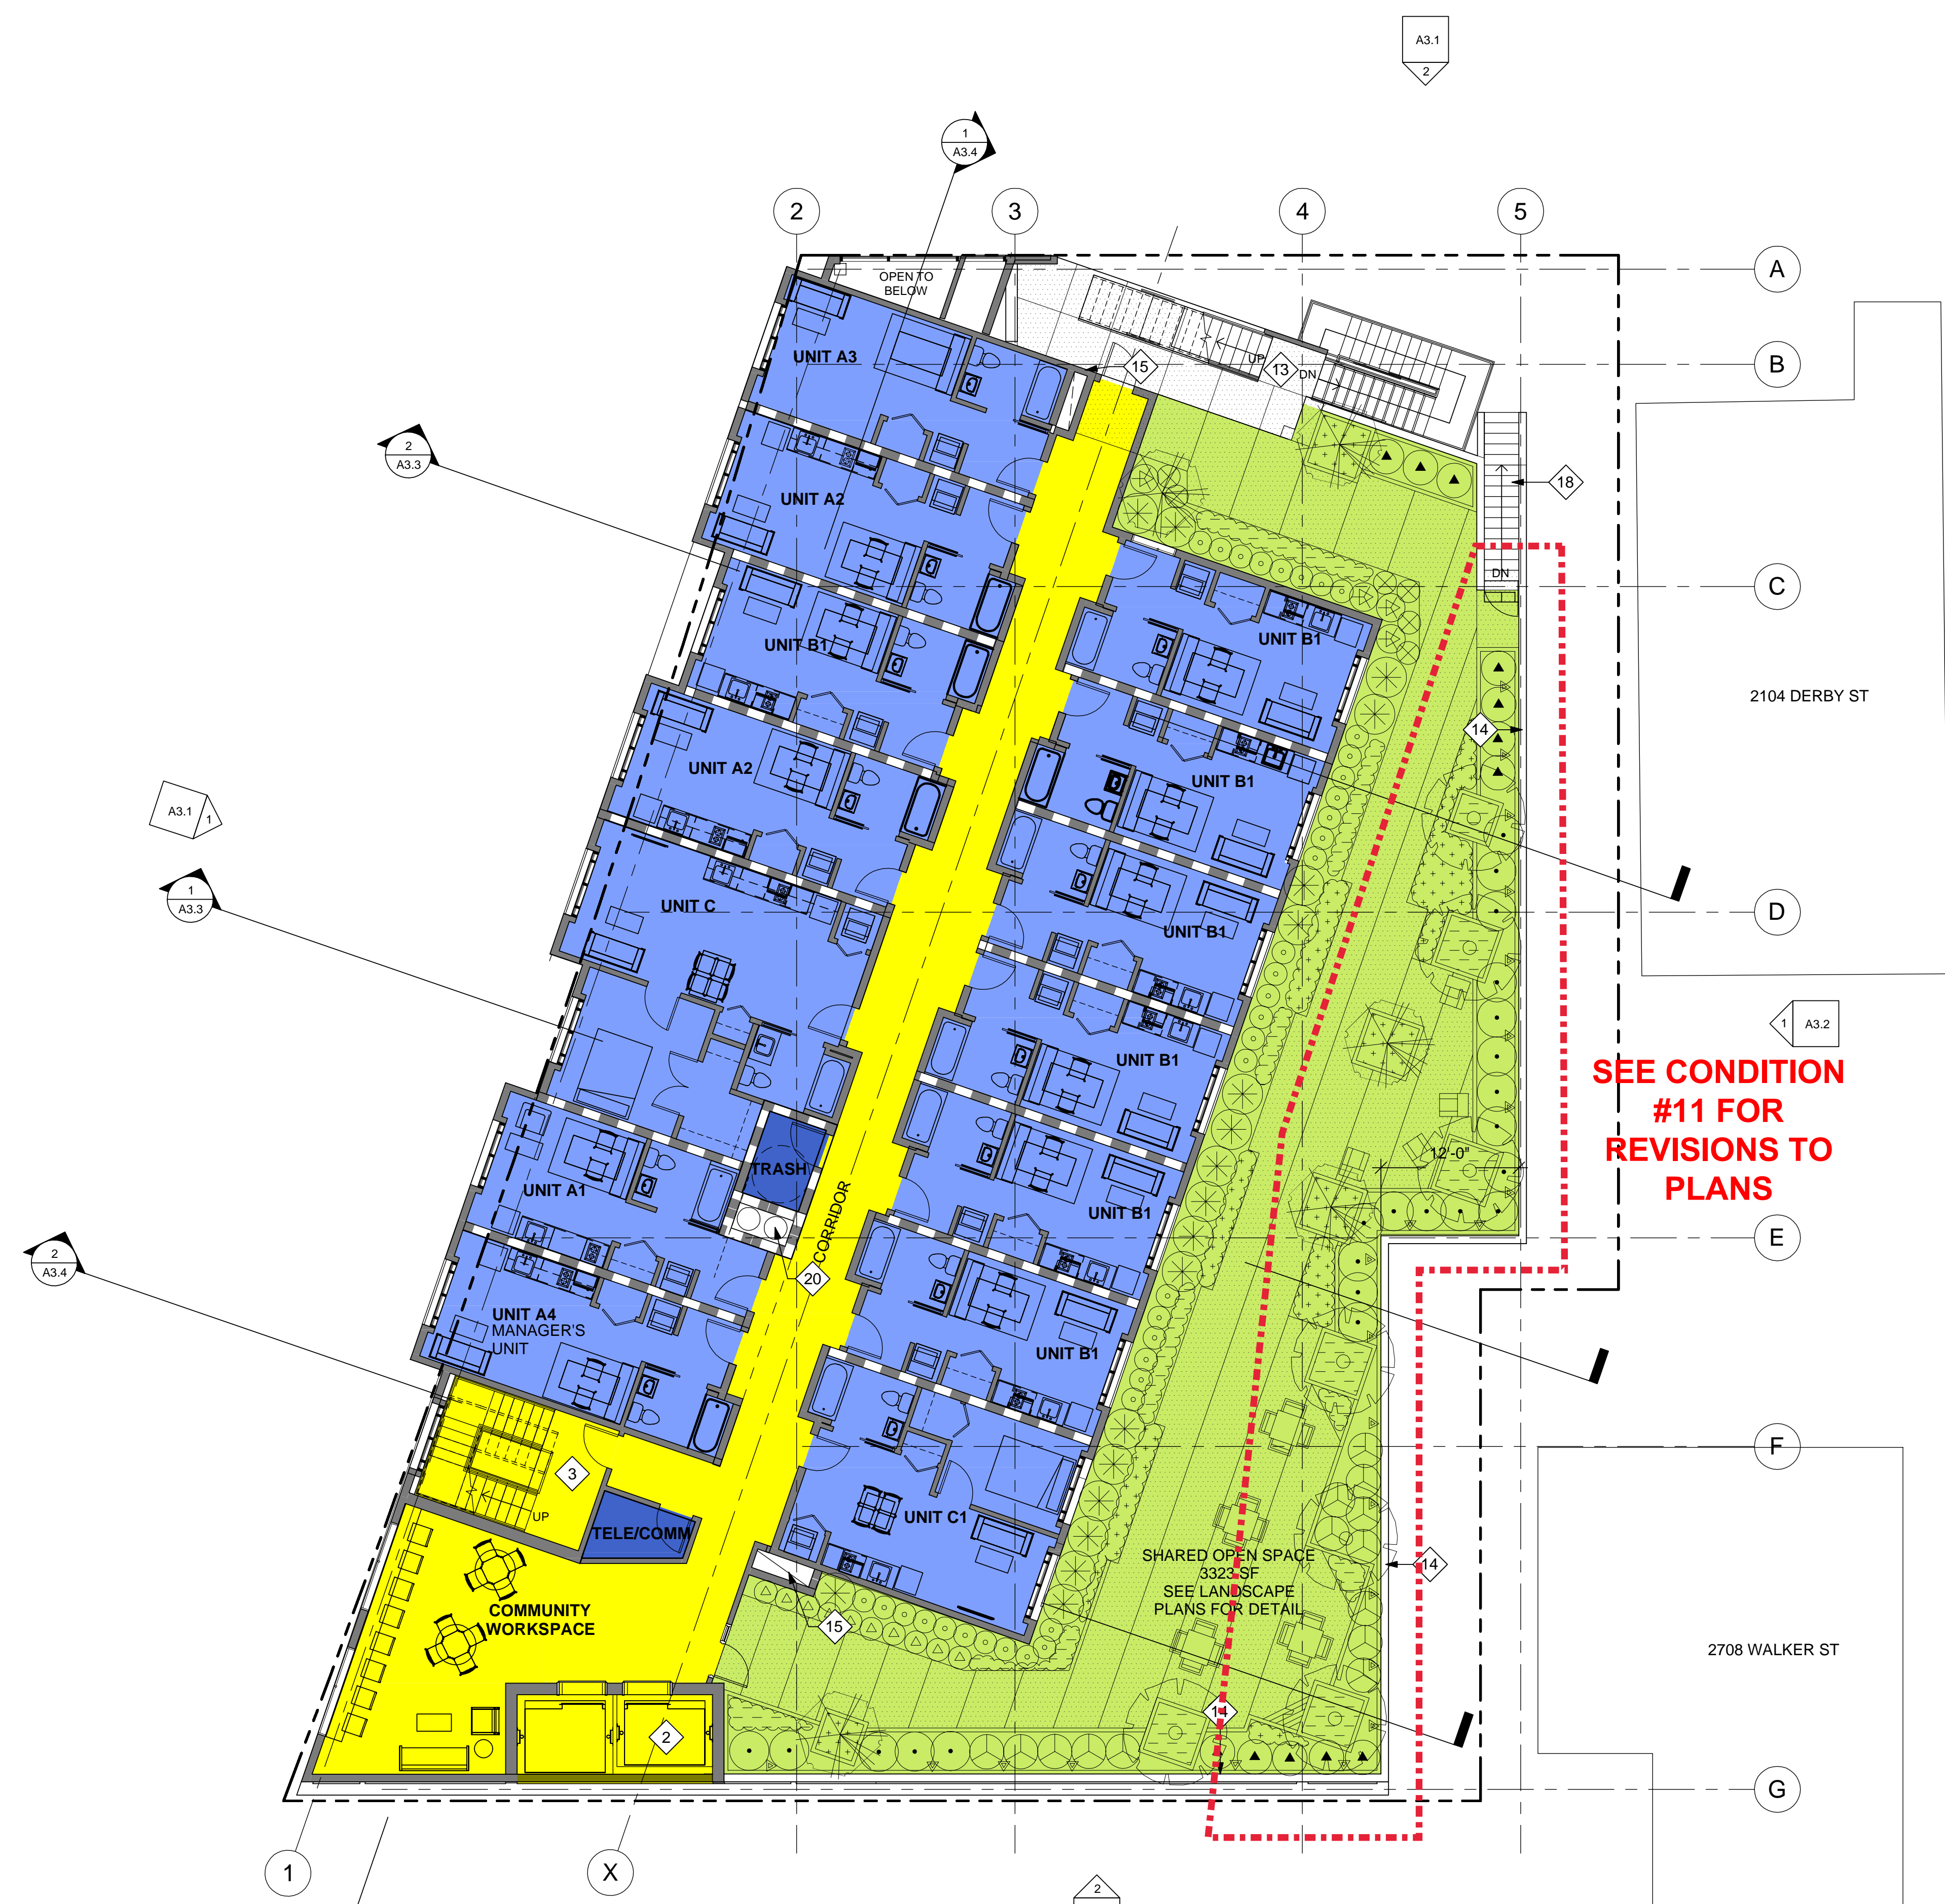 A3.1
2
1
A3.4
2
3
4
5
A
OPEN TO
BELOW
UNIT A3
15
UP
13
DN
B
2
A3.3
UNIT A2
18
DN
C
UNIT B1
UNIT B1
2104 DERBY ST
14
UNIT A2
UNIT B1
A3.1
1
1
A3.3
UNIT C
D
UNIT B1
1
A3.2
UNIT B1
SEE CONDITION
#11 FOR
REVISIONS TO
PLANS
12'-0"
TRASH
UNIT A1
UNIT B1
CORRIDOR
E
2
A3.4
20
UNIT A4
MANAGER'S
UNIT
UNIT B1
F
3
UP
UNIT C1
TELE/COMM
SHARED OPEN SPACE
3323 SF
SEE LANDSCAPE
PLANS FOR DETAIL
14
COMMUNITY
WORKSPACE
15
2708 WALKER ST
14
2
G
1
X
2